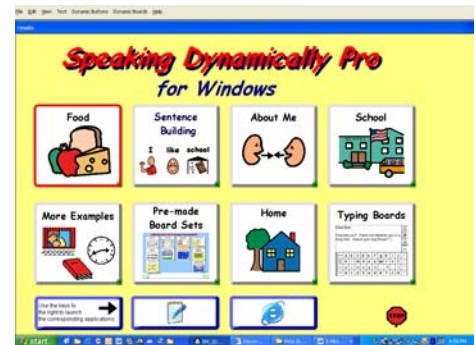 File Edit View Text Dynamic Buttons Dynamic Boards Help
Speaking Dynamically Pro
for Windows
Food
Sentence
Building
I like school
About Me
School
More Examples
Pre-made
Board Sets
Home
Typing Boards
Use the keys to
the right to launch
the corresponding applications
STOP
start